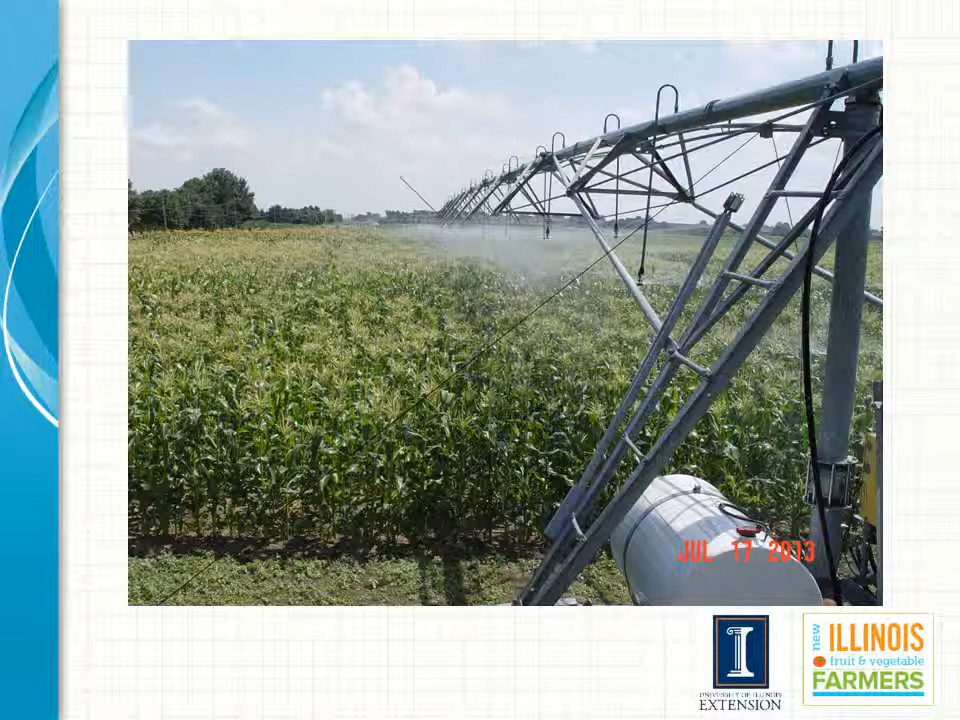 JUL 17 2013
UNIVERSITY OF ILLINOIS
EXTENSION
new
ILLINOIS
fruit & vegetable
FARMERS